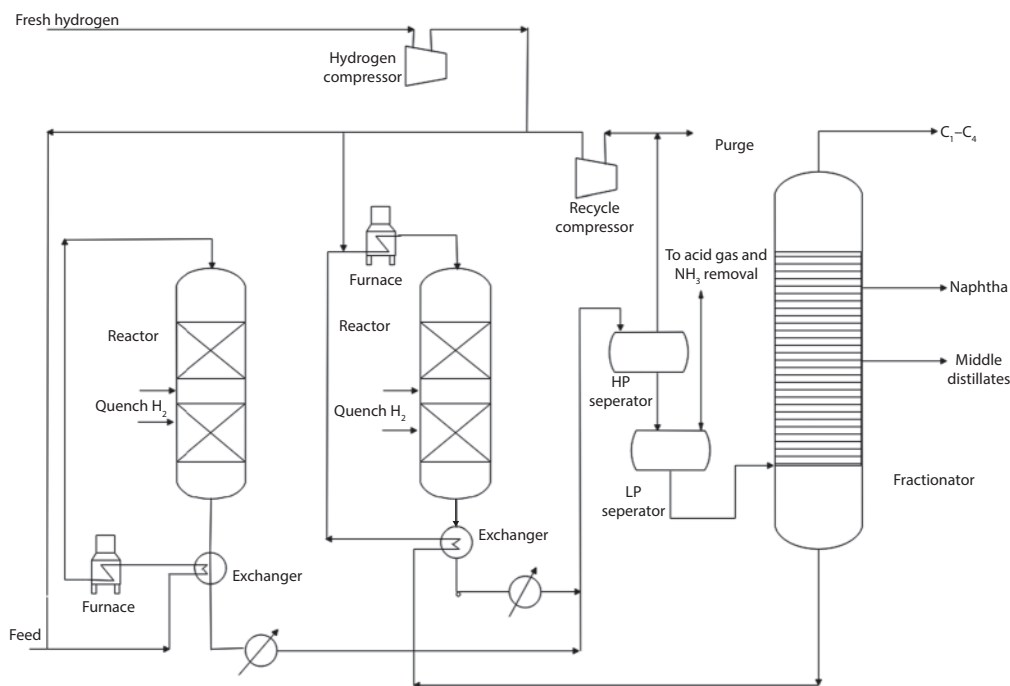 Fresh hydrogen
Hydrogen
compressor
Purge
C₁–C₄
Recycle
compressor
To acid gas and
NH₃ removal
Furnace
Naphtha
Reactor
Reactor
Middle
distillates
HP
seperator
Quench H₂
Quench H₂
Fractionator
LP
seperator
Exchanger
Exchanger
Furnace
Feed